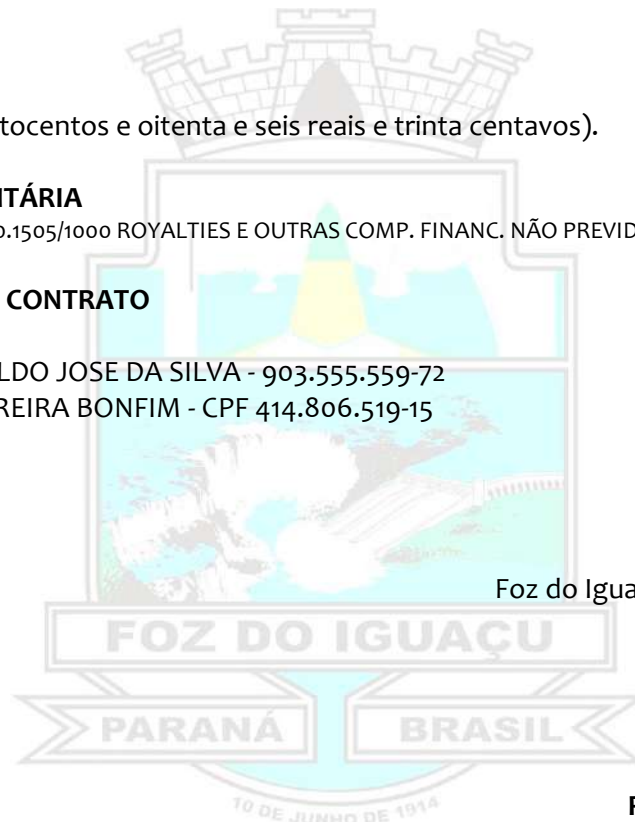 tocentos e oitenta e seis reais e trinta centavos).
ITÁRIA
0.1505/1000 ROYALTIES E OUTRAS COMP. FINANC. NÃO PREVID
CONTRATO
LDO JOSE DA SILVA - 903.555.559-72
REIRA BONFIM - CPF 414.806.519-15
Foz do Igua
FOZ DO IGUAÇU
PARANÁ BRASIL
10 DE JUNHO DE 1914